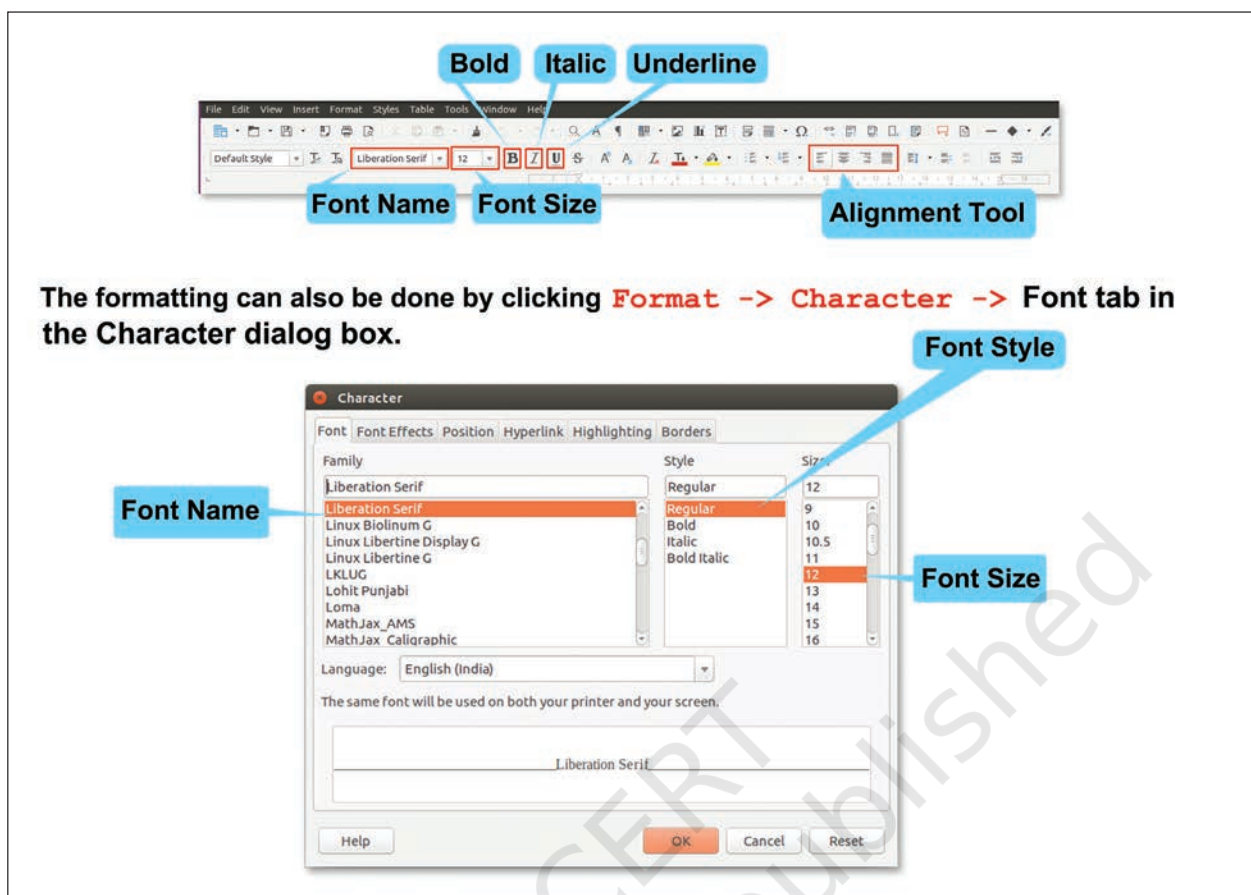 Bold Italic Underline
File Edit View Insert Format Styles Table Tools Window Help
Default Style Liberation Serif 12 B I U S
Font Name Font Size Alignment Tool
The formatting can also be done by clicking Format -> Character -> Font tab in
the Character dialog box.
Font Style
Character
Font Font Effects Position Hyperlink Highlighting Borders
Family Style Size:
Liberation Serif Regular 12
Liberation Serif Regular 9
Linux Biolinum G Bold 10
Linux Libertine Display G Italic 10.5
Linux Libertine G Bold Italic 11
LKLUG 12
Lohit Punjabi 13
Loma 14
MathJax_AMS 15
MathJax_Caligraphic 16
Font Name
Font Size
Language: English (India)
The same font will be used on both your printer and your screen.
Liberation Serif
Help OK Cancel Reset